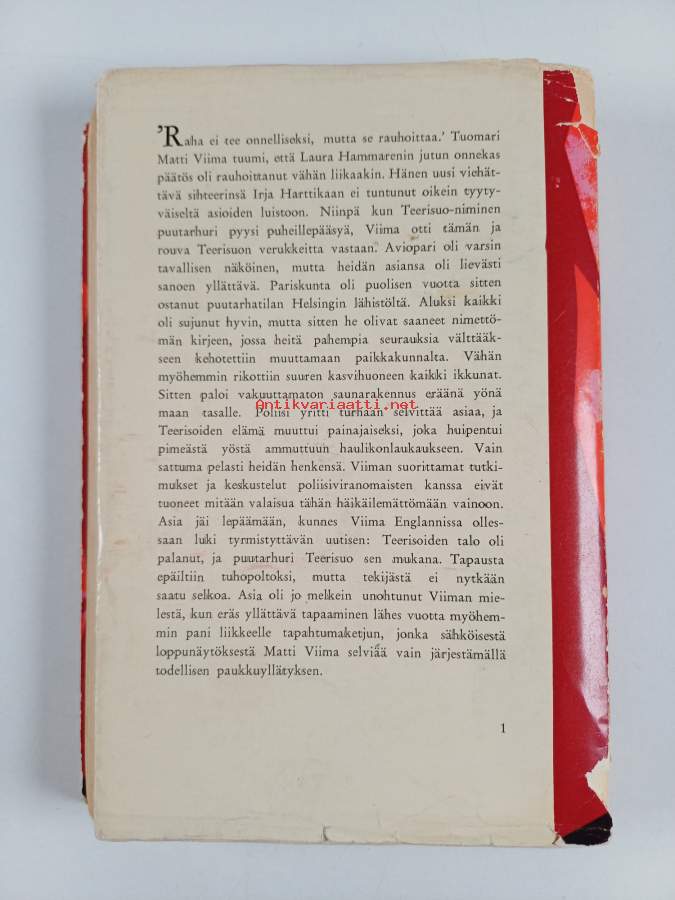 'Raha ei tee onnelliseksi, mutta se rauhoittaa.' Tuomari
Matti Viima tuumi, että Laura Hammarenin jutun onnekas
päätös oli rauhoittanut vähän liikaakin. Hänen uusi viehät-
tävä sihteerinsä Irja Harttikaan ei tuntunut oikein tyyty-
väiseltä asioiden luistoon. Niinpä kun Teerisuo-niminen
puutarhuri pyysi puheillepääsyä, Viima otti tämän ja
rouva Teerisuon verukkeitta vastaan. Aviopari oli varsin
tavallisen näköinen, mutta heidän asiansa oli lievästi
sanoen yllättävä. Pariskunta oli puolisen vuotta sitten
ostanut puutarhatilan Helsingin lähistöltä. Aluksi kaikki
oli sujunut hyvin, mutta sitten he olivat saaneet nimettö-
män kirjeen, jossa heitä pahempia seurauksia välttääk-
seen kehotettiin muuttamaan paikkakunnalta. Vähän
myöhemmin rikottiin suuren kasvihuoneen kaikki ikkunat.
Sitten paloi vakuuttamaton saunarakennus eräänä yönä
maan tasalle. Poliisi yritti turhaan selvittää asiaa, ja
Antikvariaatti.net
Teerisoiden elämä muuttui painajaiseksi, joka huipentui
pimeästä yöstä ammuttuun haulikonlaukaukseen. Vain
sattuma pelasti heidän henkensä. Viiman suorittamat tutki-
mukset ja keskustelut poliisiviranomaisten kanssa eivät
tuoneet mitään valaisua tähän häikäilemättömään vainoon.
Asia jäi lepäämään, kunnes Viima Englannissa olles-
saan luki tyrmistyttävän uutisen: Teerisoiden talo oli
palanut, ja puutarhuri Teerisuo sen mukana. Tapausta
epäiltiin tuhopoltoksi, mutta tekijästä ei nytkään
saatu selkoa. Asia oli jo melkein unohtunut Viiman mie-
lestä, kun eräs yllättävä tapaaminen lähes vuotta myöhem-
min pani liikkeelle tapahtumaketjun, jonka sähköisestä
loppunäytöksestä Matti Viima selviää vain järjestämällä
todellisen paukkuyllätyksen.
1